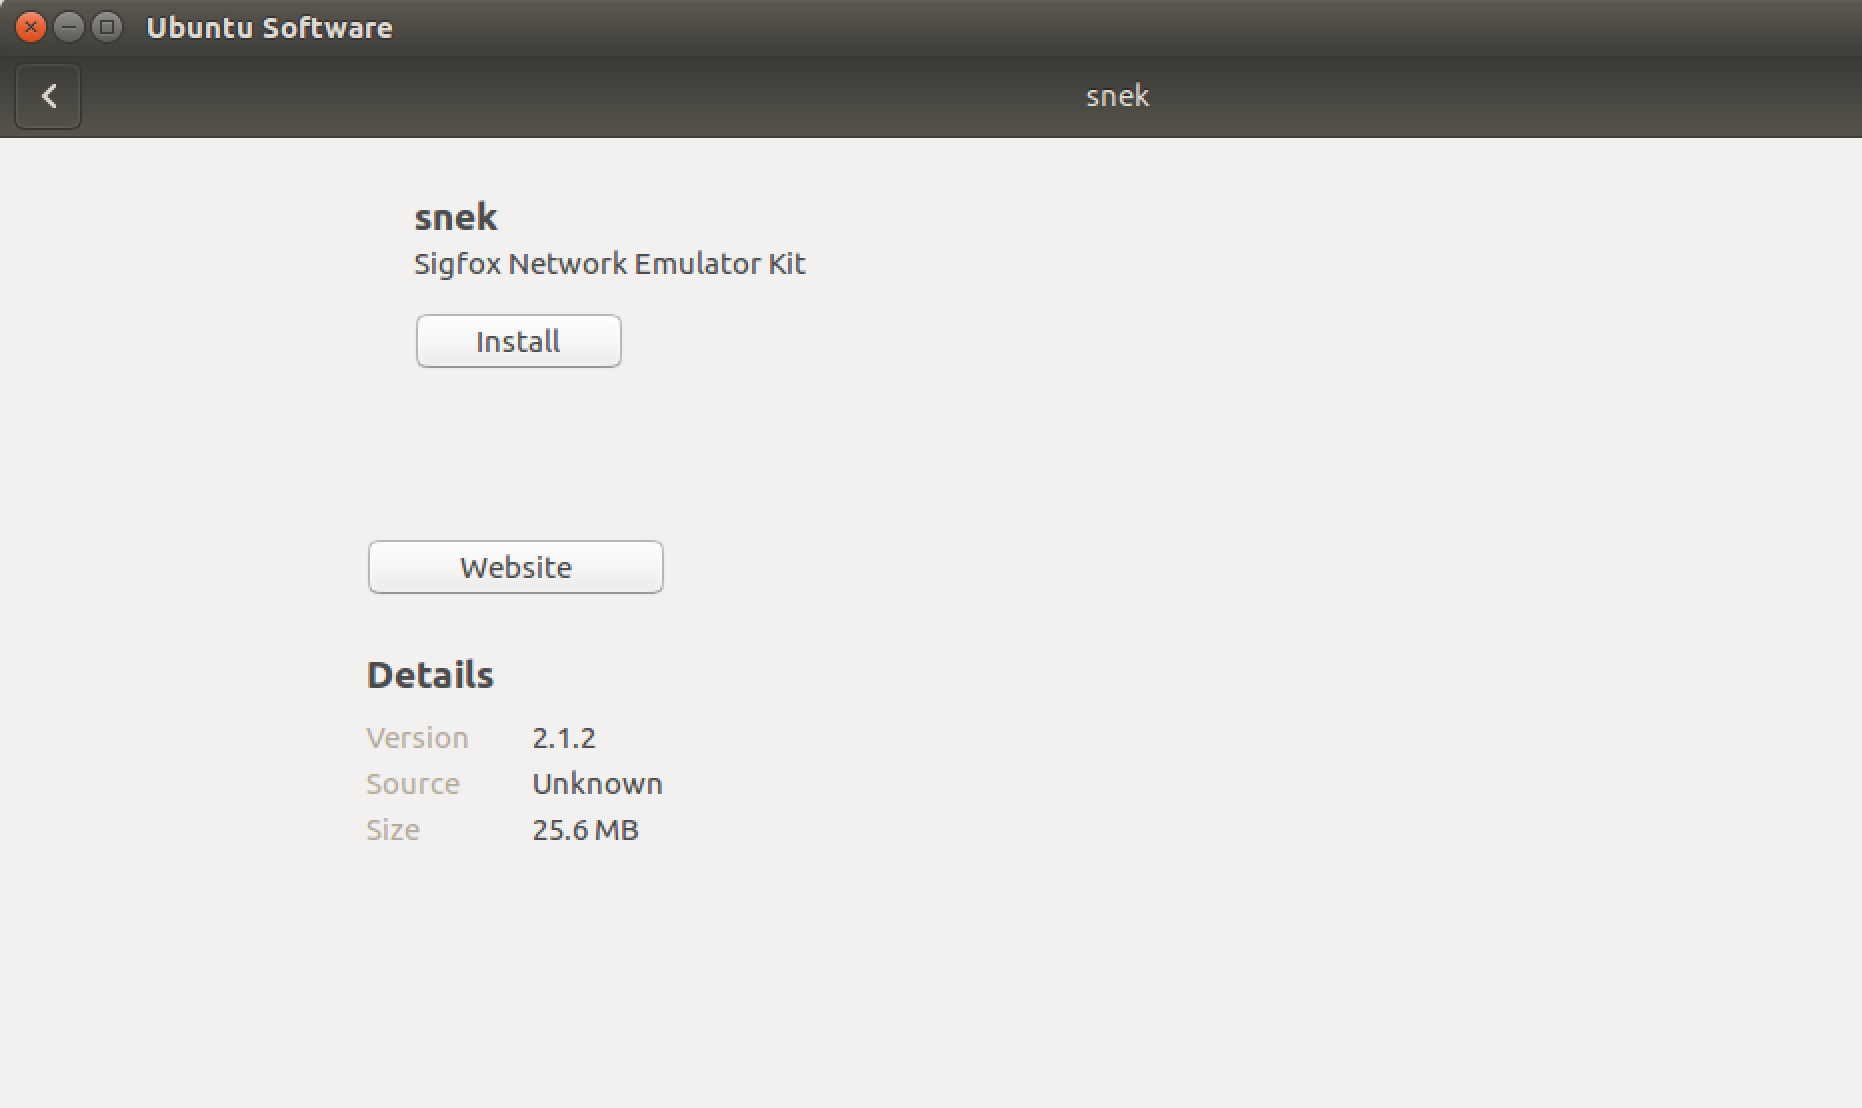 Ubuntu Software
snek
snek
Sigfox Network Emulator Kit
Install
Website
Details
Version 2.1.2
Source Unknown
Size 25.6 MB